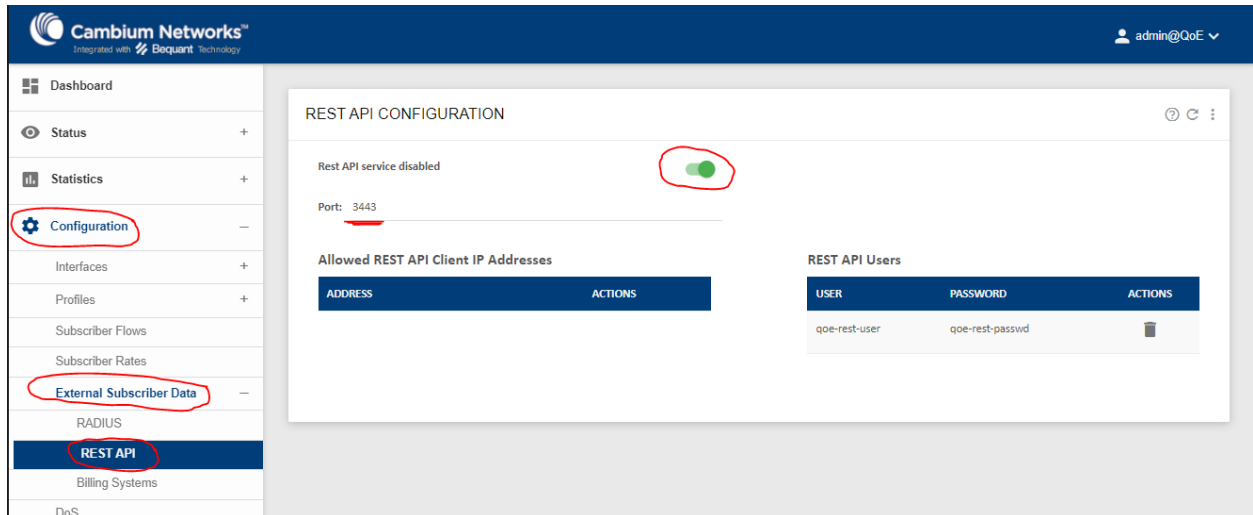 Cambium Networks™
Integrated with Bequant Technology
admin@QoE
Dashboard
Status
Statistics
Configuration
Interfaces
Profiles
Subscriber Flows
Subscriber Rates
External Subscriber Data
RADIUS
REST API
Billing Systems
DoS
REST API CONFIGURATION
Rest API service disabled
Port: 3443
Allowed REST API Client IP Addresses
ADDRESS ACTIONS
REST API Users
USER PASSWORD ACTIONS
qoe-rest-user qoe-rest-passwd